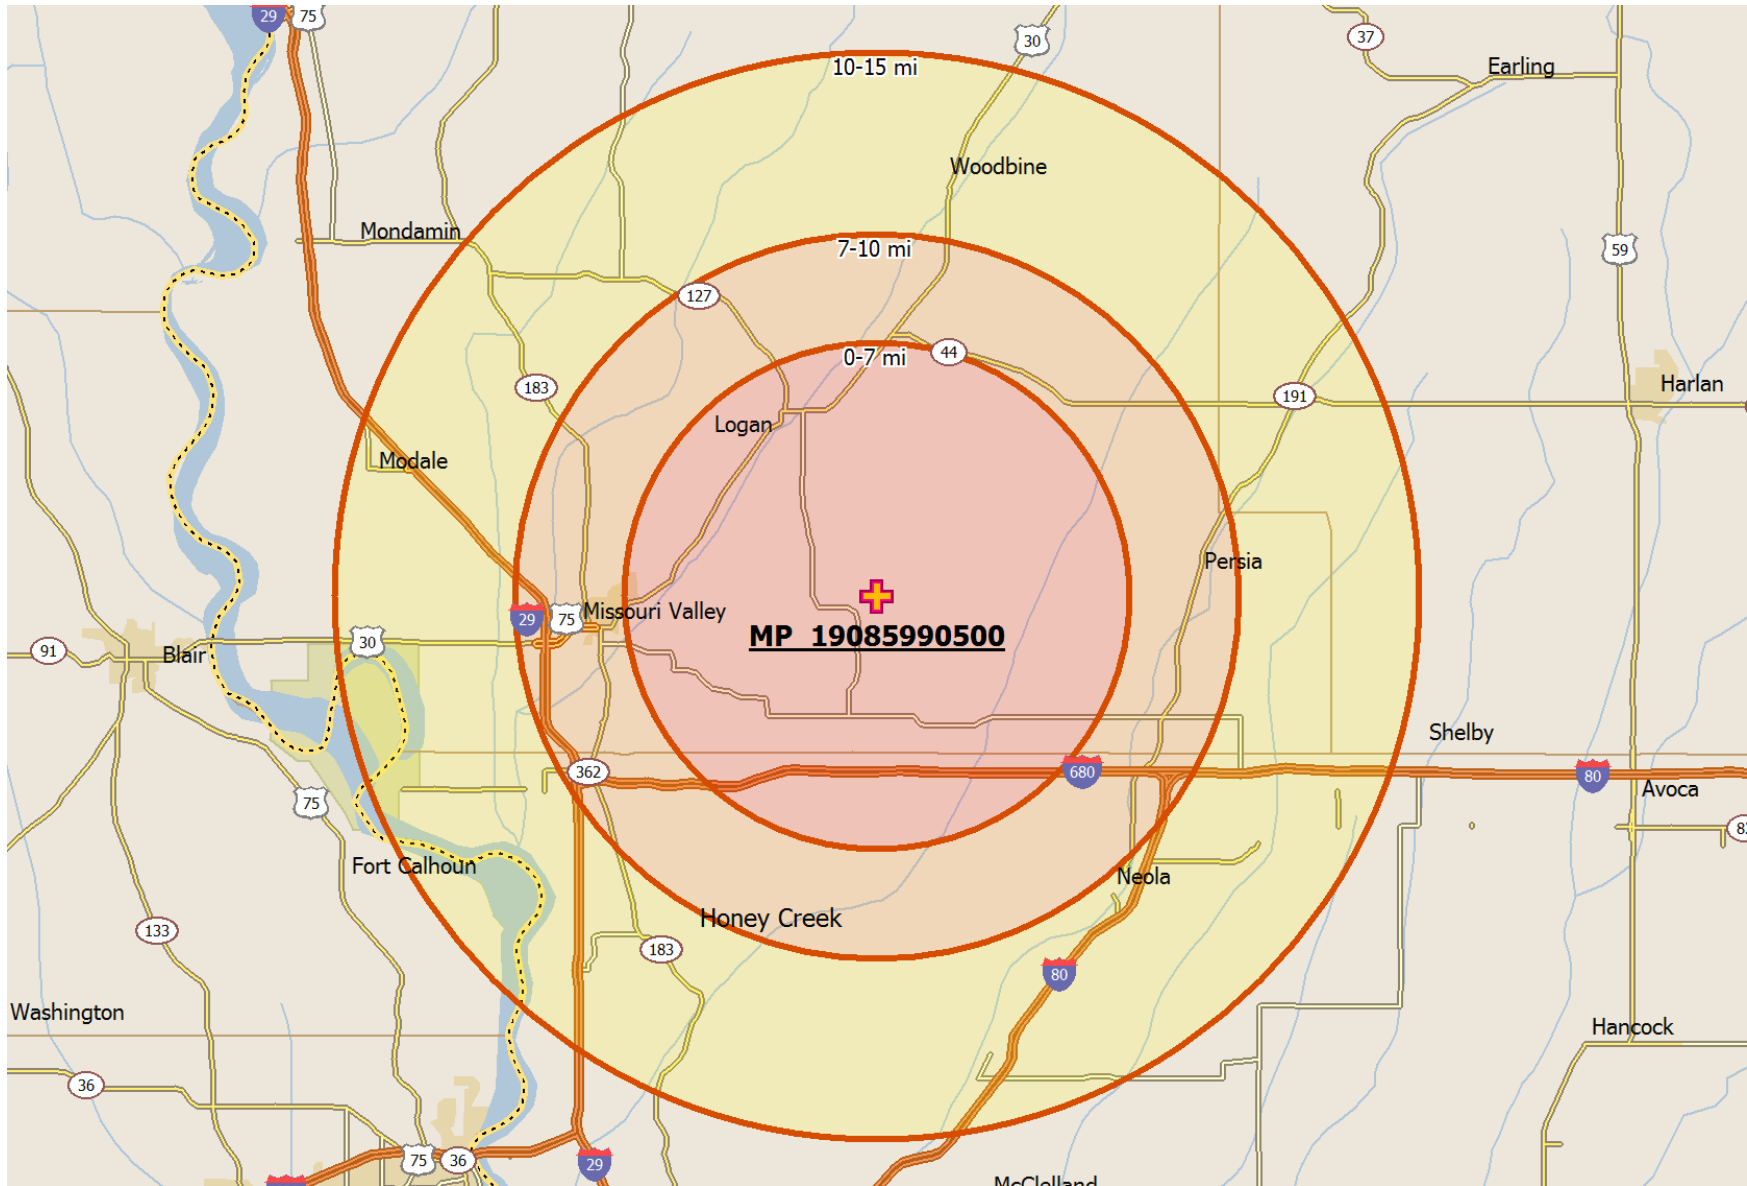 29
75
10-15 mi
30
37
Earling
Woodbine
Mondamin
7-10 mi
59
127
0-7 mi
44
183
191
Harlan
Logan
Modale
Persia
29
75
Missouri Valley
MP 19085990500
91
Blair
30
Shelby
362
680
80
Avoca
75
Fort Calhoun
Neola
Honey Creek
133
183
80
Washington
Hancock
36
75
36
29
McClelland